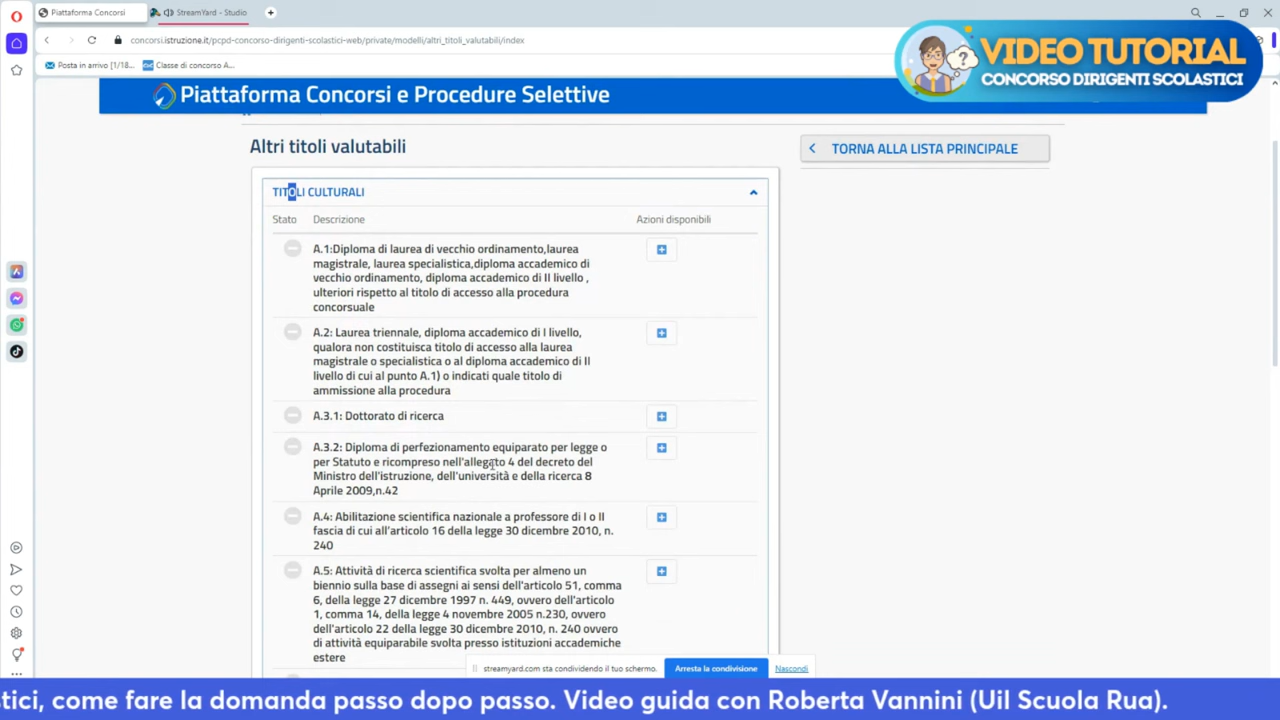 Piattaforma Concorsi
StreamYard - Studio
concorsi.istruzione.it/pcpd-concorso-dirigenti-scolastici-web/private/modelli/altri_titoli_valutabili/index
Posta in arrivo [1/18...
Classe di concorso A...
VIDEO TUTORIAL
CONCORSO DIRIGENTI SCOLASTICI
Piattaforma Concorsi e Procedure Selettive
Altri titoli valutabili
TORNA ALLA LISTA PRINCIPALE
TITOLI CULTURALI
Stato Descrizione Azioni disponibili
A.1:Diploma di laurea di vecchio ordinamento,laurea
magistrale, laurea specialistica,diploma accademico di
vecchio ordinamento, diploma accademico di II livello ,
ulteriori rispetto al titolo di accesso alla procedura
concorsuale
A.2: Laurea triennale, diploma accademico di I livello,
qualora non costituisca titolo di accesso alla laurea
magistrale o specialistica o al diploma accademico di II
livello di cui al punto A.1) o indicati quale titolo di
ammissione alla procedura
A.3.1: Dottorato di ricerca
A.3.2: Diploma di perfezionamento equiparato per legge o
per Statuto e ricompreso nell'allegato 4 del decreto del
Ministro dell'istruzione, dell'università e della ricerca 8
Aprile 2009,n.42
A.4: Abilitazione scientifica nazionale a professore di I o II
fascia di cui all'articolo 16 della legge 30 dicembre 2010, n.
240
A.5: Attività di ricerca scientifica svolta per almeno un
biennio sulla base di assegni ai sensi dell'articolo 51, comma
6, della legge 27 dicembre 1997 n. 449, ovvero dell'articolo
1, comma 14, della legge 4 novembre 2005 n.230, ovvero
dell'articolo 22 della legge 30 dicembre 2010, n. 240 ovvero
di attività equiparabile svolta presso istituzioni accademiche
estere
streamyard.com sta condividendo il tuo schermo.
Arresta la condivisione
Nascondi
stici, come fare la domanda passo dopo passo. Video guida con Roberta Vannini (Uil Scuola Rua).